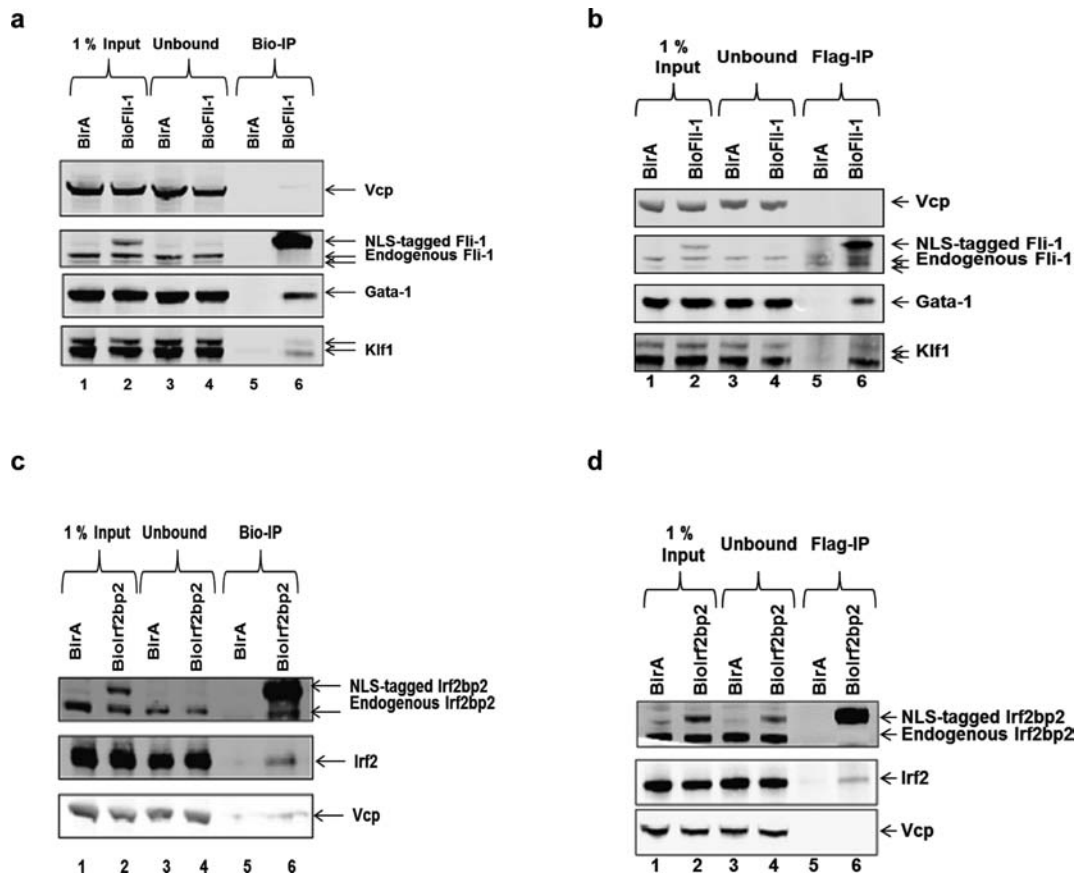 a
1 % Input Unbound Bio-IP
BirA BioFli-1 BirA BioFli-1 BirA BioFli-1
Vcp
NLS-tagged Fli-1
Endogenous Fli-1
Gata-1
Klf1
1 2 3 4 5 6
b
1 % Input Unbound Flag-IP
BirA BioFli-1 BirA BioFli-1 BirA BioFli-1
Vcp
NLS-tagged Fli-1
Endogenous Fli-1
Gata-1
Klf1
1 2 3 4 5 6
c
1 % Input Unbound Bio-IP
BirA BioIrf2bp2 BirA BioIrf2bp2 BirA BioIrf2bp2
NLS-tagged Irf2bp2
Endogenous Irf2bp2
Irf2
Vcp
1 2 3 4 5 6
d
1 %
Input Unbound Flag-IP
BirA BioIrf2bp2 BirA BioIrf2bp2 BirA BioIrf2bp2
NLS-tagged Irf2bp2
Endogenous Irf2bp2
Irf2
Vcp
1 2 3 4 5 6